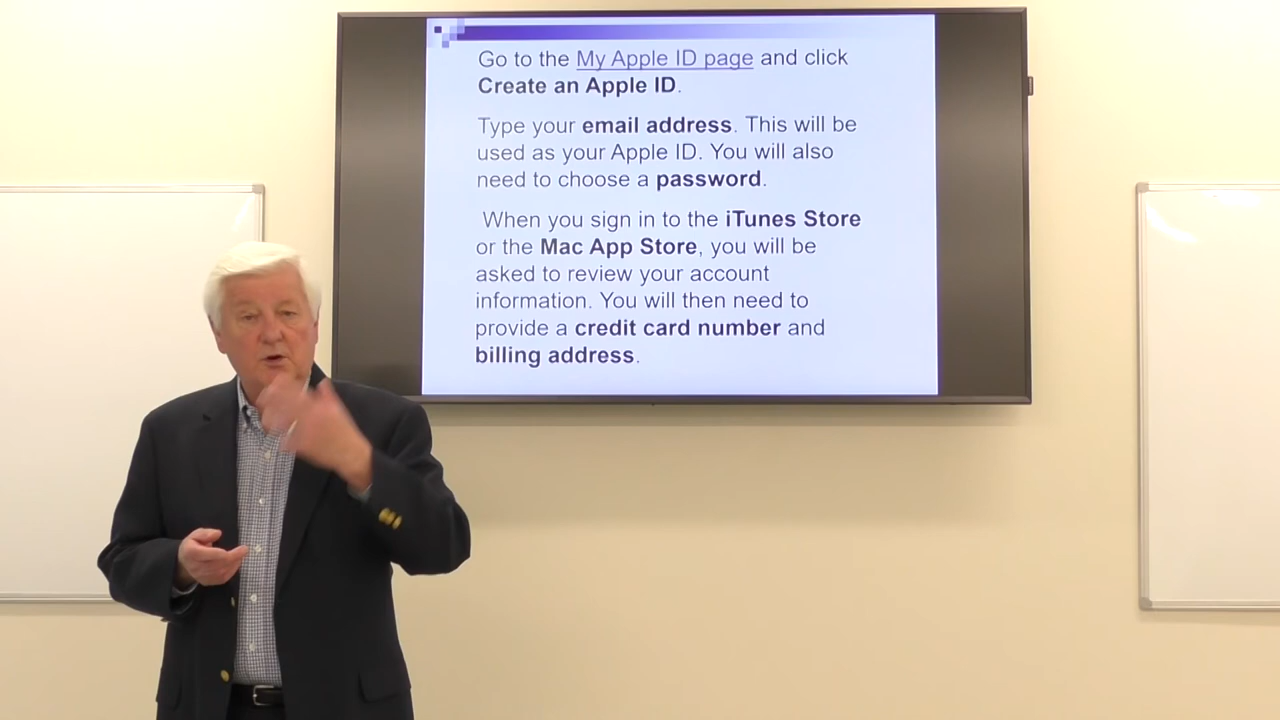 Go to the My Apple ID page and click
Create an Apple ID.
Type your email address. This will be
used as your Apple ID. You will also
need to choose a password.
When you sign in to the iTunes Store
or the Mac App Store, you will be
asked to review your account
information. You will then need to
provide a credit card number and
billing address.